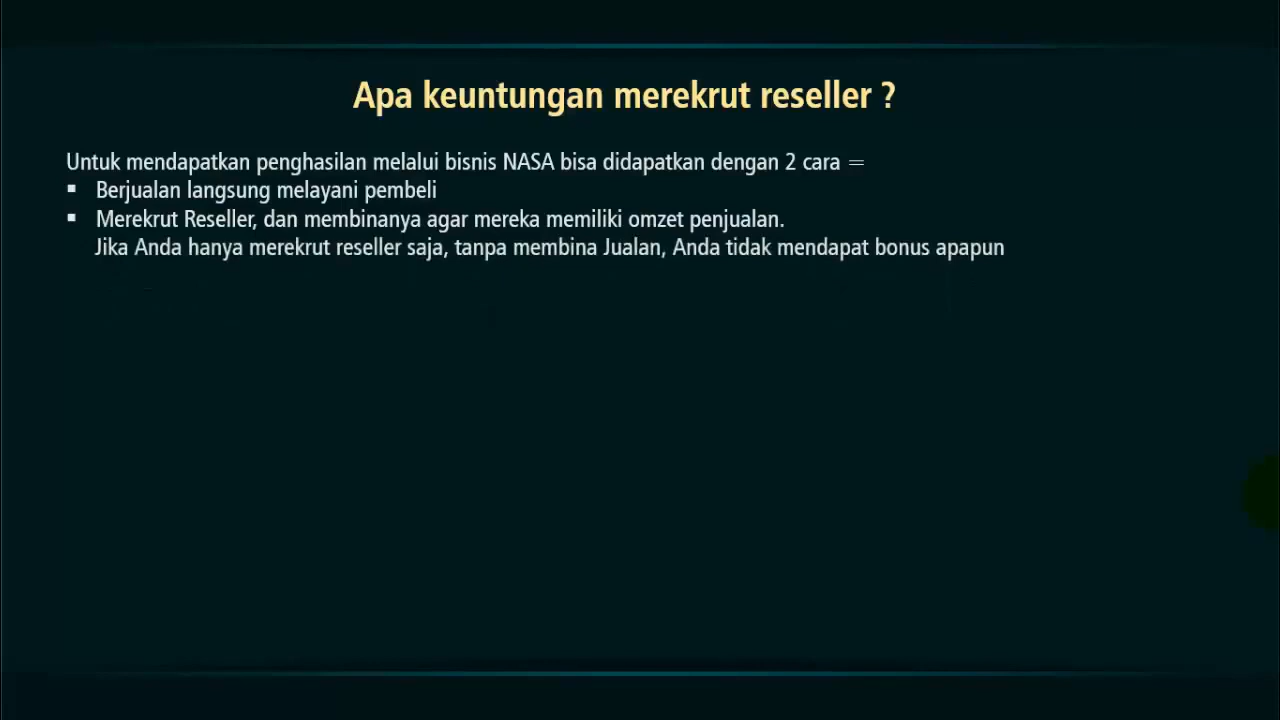 Apa keuntungan merekrut reseller ?
Untuk mendapatkan penghasilan melalui bisnis NASA bisa didapatkan dengan 2 cara =
▪ Berjualan langsung melayani pembeli
▪ Merekrut Reseller, dan membinanya agar mereka memiliki omzet penjualan.
Jika Anda hanya merekrut reseller saja, tanpa membina Jualan, Anda tidak mendapat bonus apapun